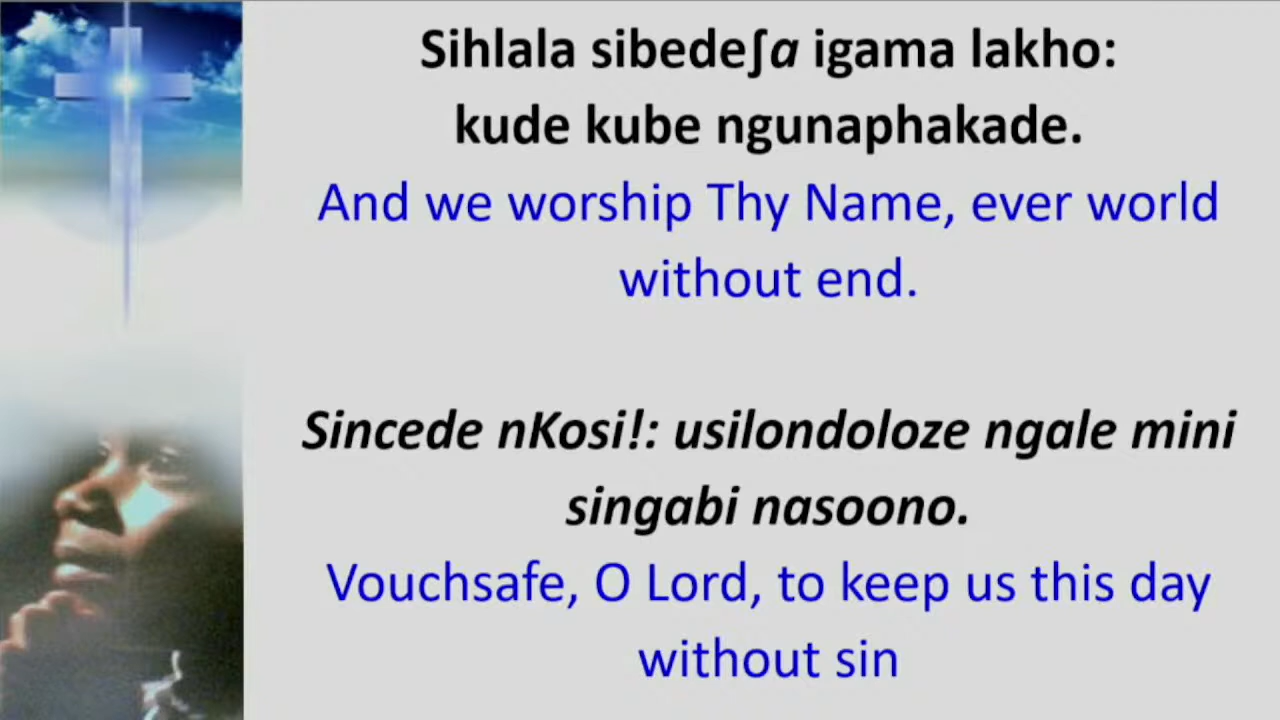 Sihlala sibedeʃa igama lakho:
kude kube ngunaphakade.
And we worship Thy Name, ever world
without end.
Sincede nKosi!: usilondoloze ngale mini
singabi nasoono.
Vouchsafe, O Lord, to keep us this day
without sin